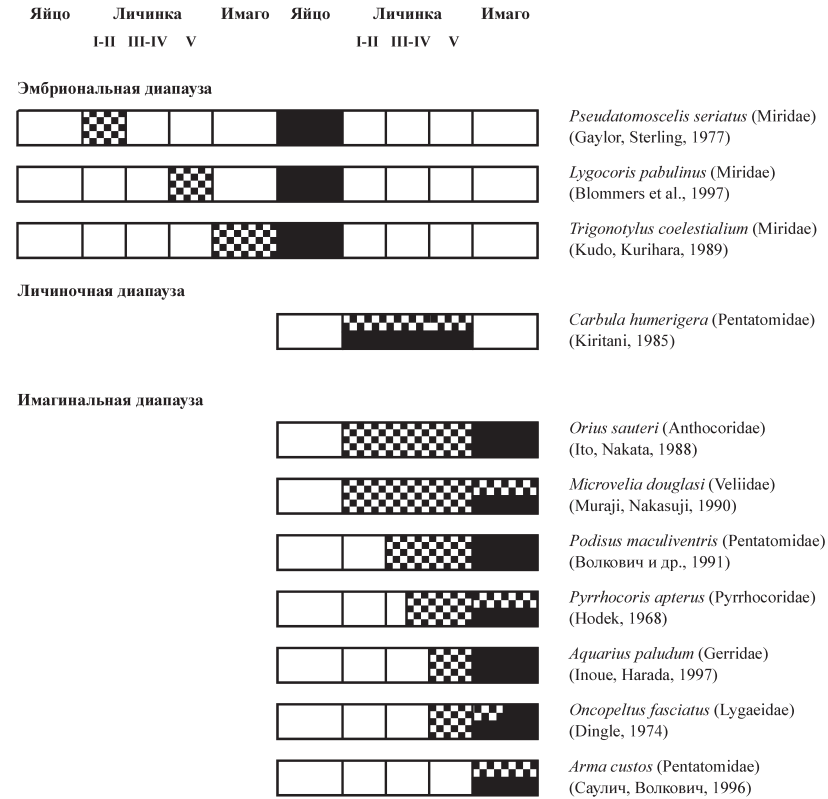 Яйцо Личинка Имаго Яйцо Личинка Имаго
I-II III-IV V I-II III-IV V
Эмбриональная диапауза
Pseudatomoscelis seriatus (Miridae)
(Gaylor, Sterling, 1977)
Lygocoris pabulinus (Miridae)
(Blommers et al., 1997)
Trigonotylus coelestialium (Miridae)
(Kudo, Kurihara, 1989)
Личиночная диапауза
Carbula humerigera (Pentatomidae)
(Kiritani, 1985)
Имагинальная диапауза
Orius sauteri (Anthocoridae)
(Ito, Nakata, 1988)
Microvelia douglasi (Veliidae)
(Muraji, Nakasuji, 1990)
Podisus maculiventris (Pentatomidae)
(Волкович и др., 1991)
Pyrrhocoris apterus (Pyrrhocoridae)
(Hodek, 1968)
Aquarius paludum (Gerridae)
(Inoue, Harada, 1997)
Oncopeltus fasciatus (Lygaeidae)
(Dingle, 1974)
Arma custos (Pentatomidae)
(Саулич, Волкович, 1996)